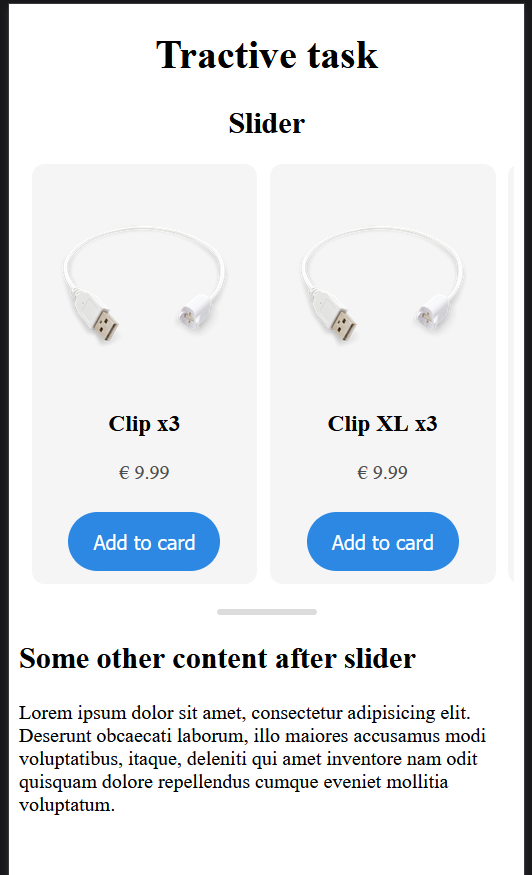 Tractive task
Slider
Clip x3
€ 9.99
Add to card
Clip XL x3
€ 9.99
Add to card
Some other content after slider
Lorem ipsum dolor sit amet, consectetur adipisicing elit.
Deserunt obcaecati laborum, illo maiores accusamus modi
voluptatibus, itaque, deleniti qui amet inventore nam odit
quisquam dolore repellendus cumque eveniet mollitia
voluptatum.